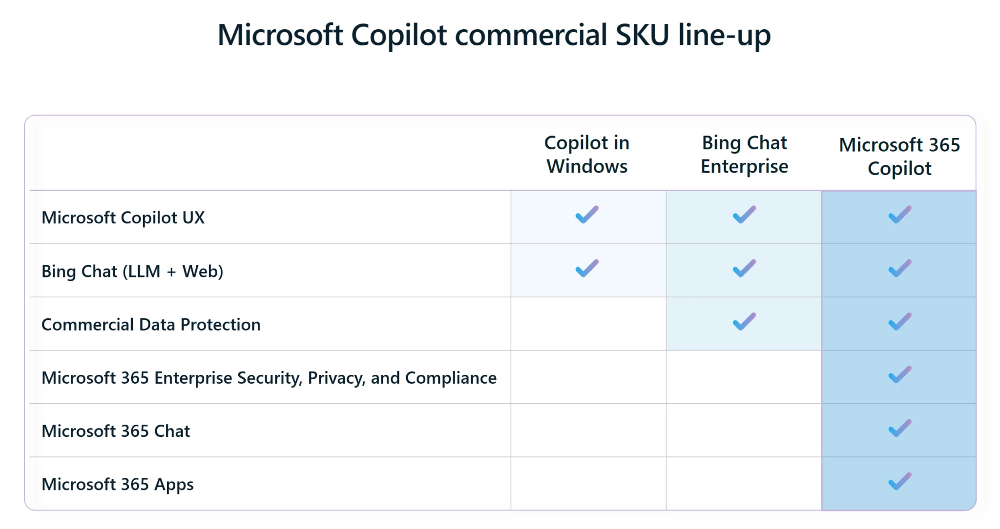 Microsoft Copilot commercial SKU line-up
Copilot in
Windows
Bing Chat
Enterprise
Microsoft 365
Copilot
Microsoft Copilot UX
Bing Chat (LLM + Web)
Commercial Data Protection
Microsoft 365 Enterprise Security, Privacy, and Compliance
Microsoft 365 Chat
Microsoft 365 Apps